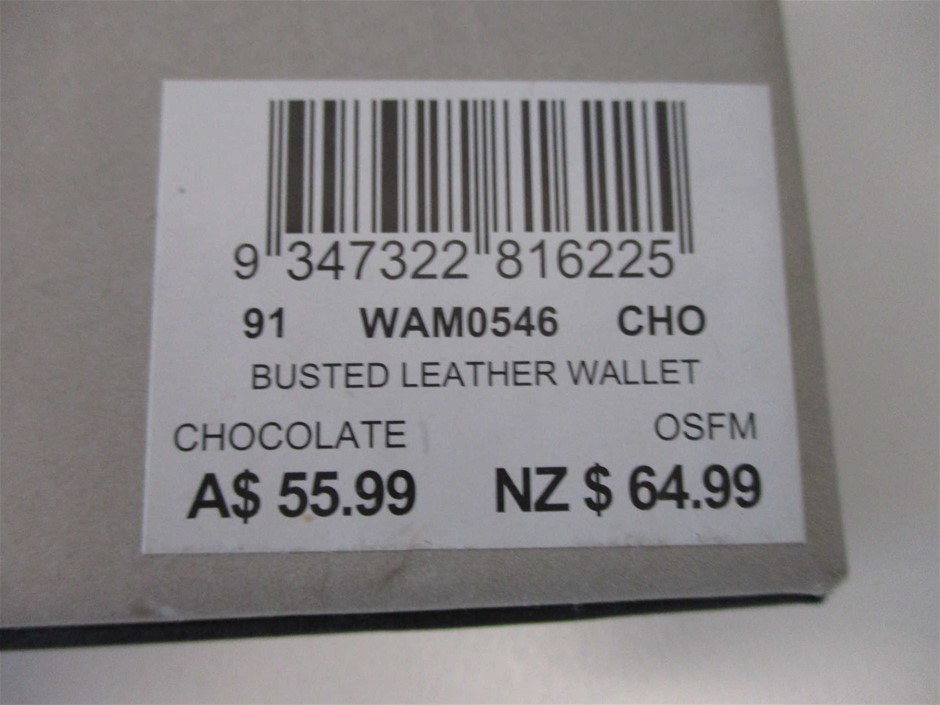 9 347322 816225
91 WAM0546 CHO
BUSTED LEATHER WALLET
CHOCOLATE OSFM
A$ 55.99 NZ $ 64.99